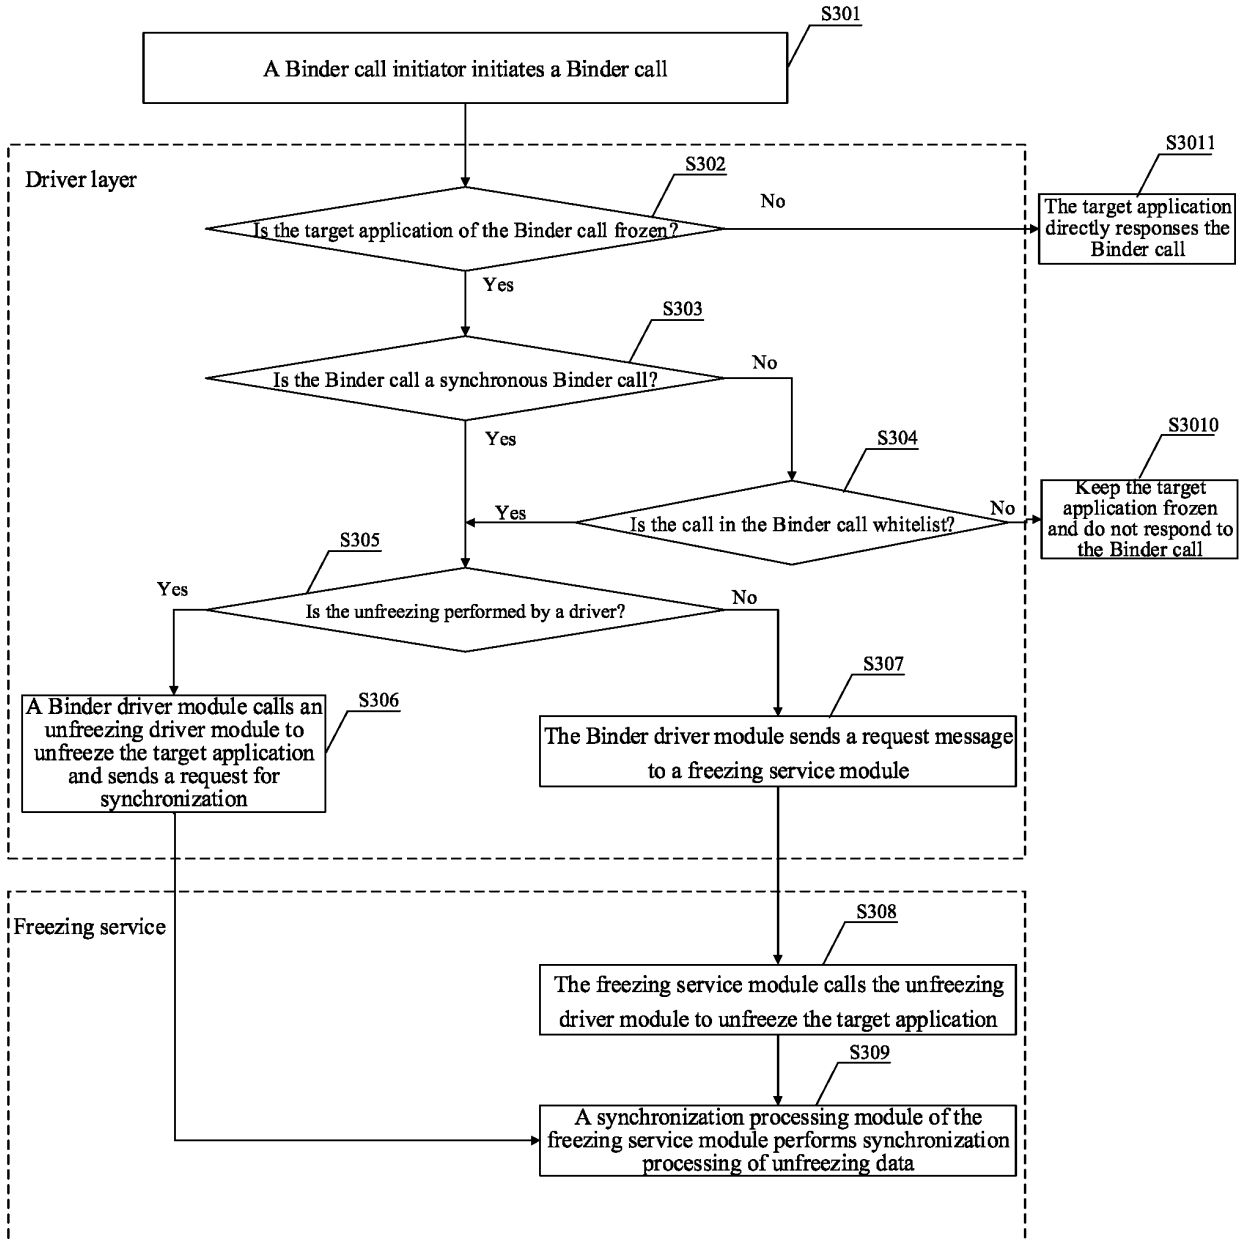 S301
A Binder call initiator initiates a Binder call
Driver layer
S302
Is the target application of the Binder call frozen?
No
S3011
The target application
directly responses the
Binder call
Yes
S303
Is the Binder call a synchronous Binder call?
No
Yes
S304
Is the call in the Binder call whitelist?
Yes
No
S3010
Keep the target
application frozen
and do not respond to
the Binder call
S305
Is the unfreezing performed by a driver?
Yes
No
S306
A Binder driver module calls an
unfreezing driver module to
unfreeze the target application
and sends a request for
synchronization
S307
The Binder driver module sends a request message
to a freezing service module
Freezing service
S308
The freezing service module calls the unfreezing
driver module to unfreeze the target application
S309
A synchronization processing module of the
freezing service module performs synchronization
processing of unfreezing data